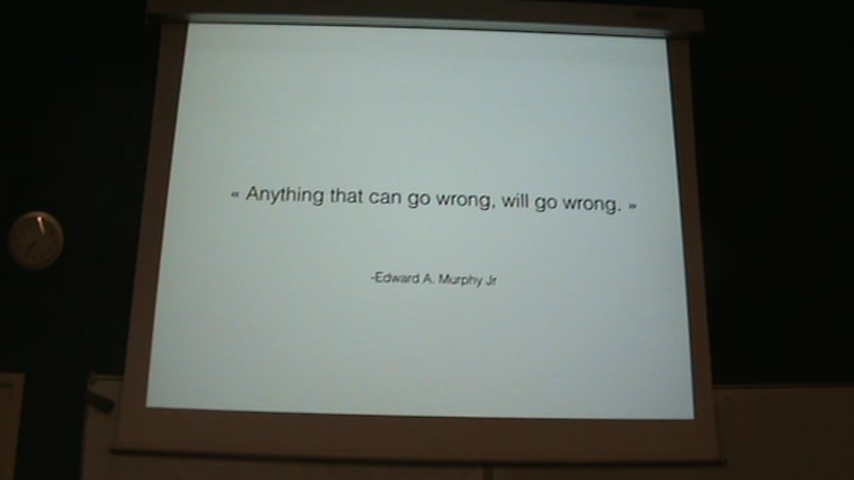 « Anything that can go wrong, will go wrong. »
-Edward A. Murphy Jr